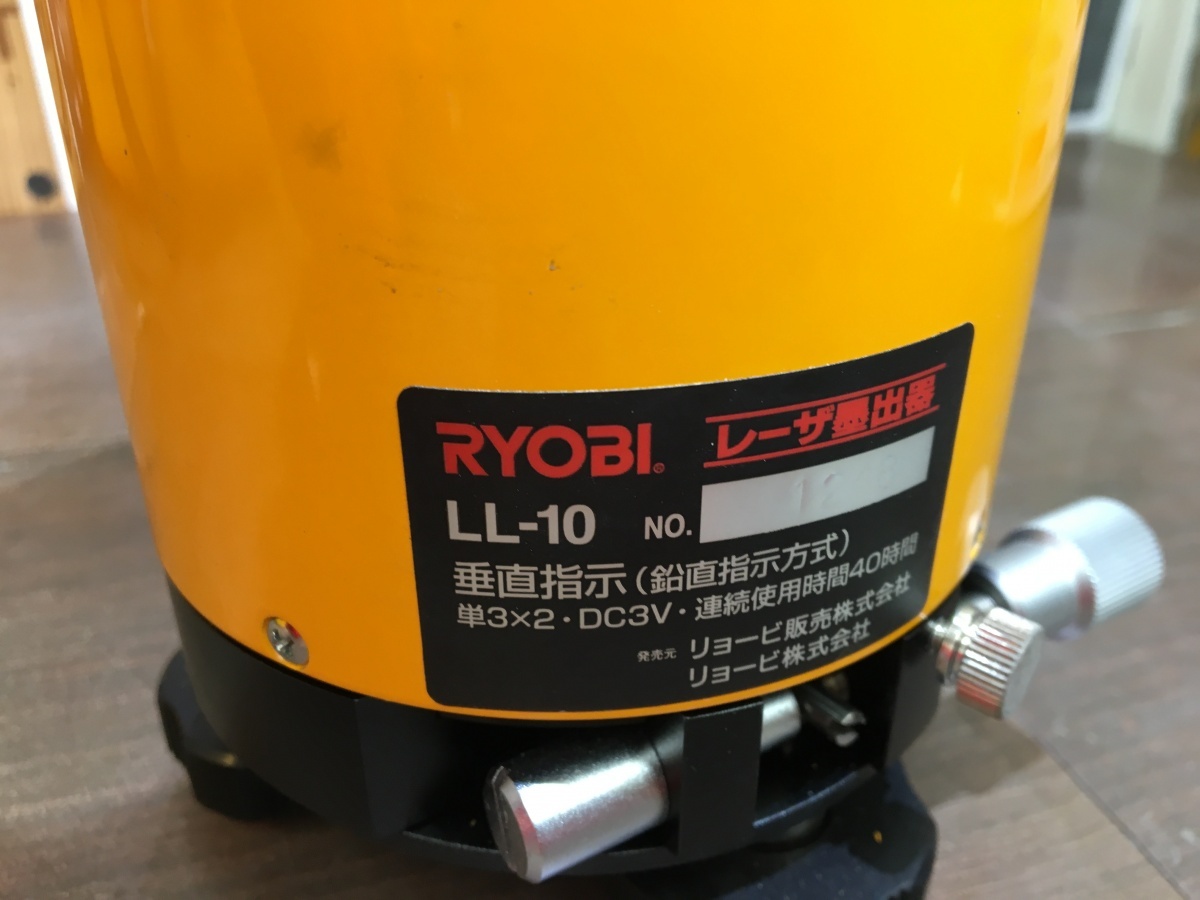 RYOBI®
レーザ墨出器
LL-10 NO.
垂直指示(鉛直指示方式)
単3×2・DC3V・連続使用時間40時間
発売元 リョービ販売株式会社
リョービ株式会社